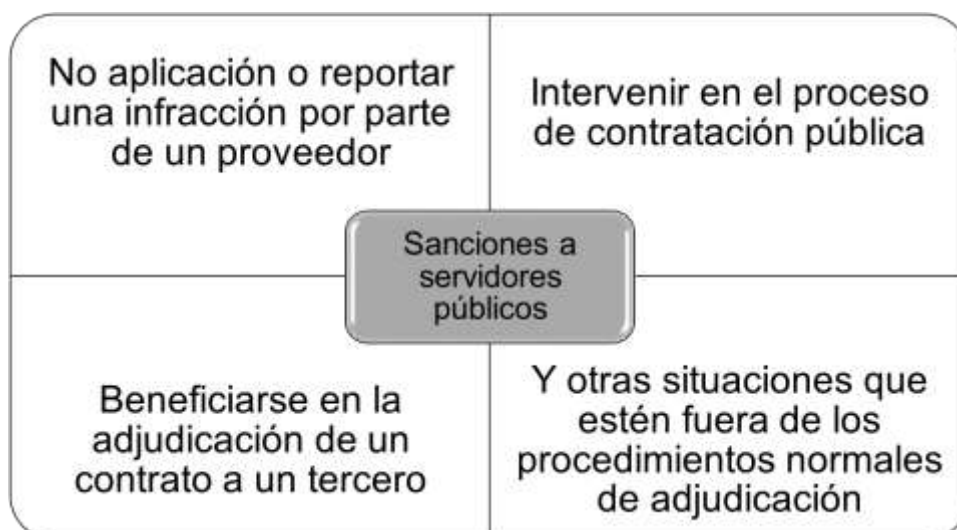 No aplicación o reportar
una infracción por parte
de un proveedor
Intervenir en el proceso
de contratación pública
Sanciones a
servidores
públicos
Beneficiarse en la
adjudicación de un
contrato a un tercero
Y otras situaciones que
estén fuera de los
procedimientos normales
de adjudicación